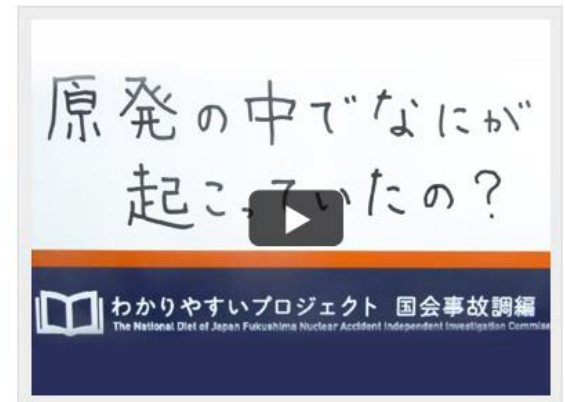 原発の中でなにが
起こっていたの？
わかりやすいプロジェクト 国会事故調編
The National Diet of Japan Fukushima Nuclear Accident Independent Investigation